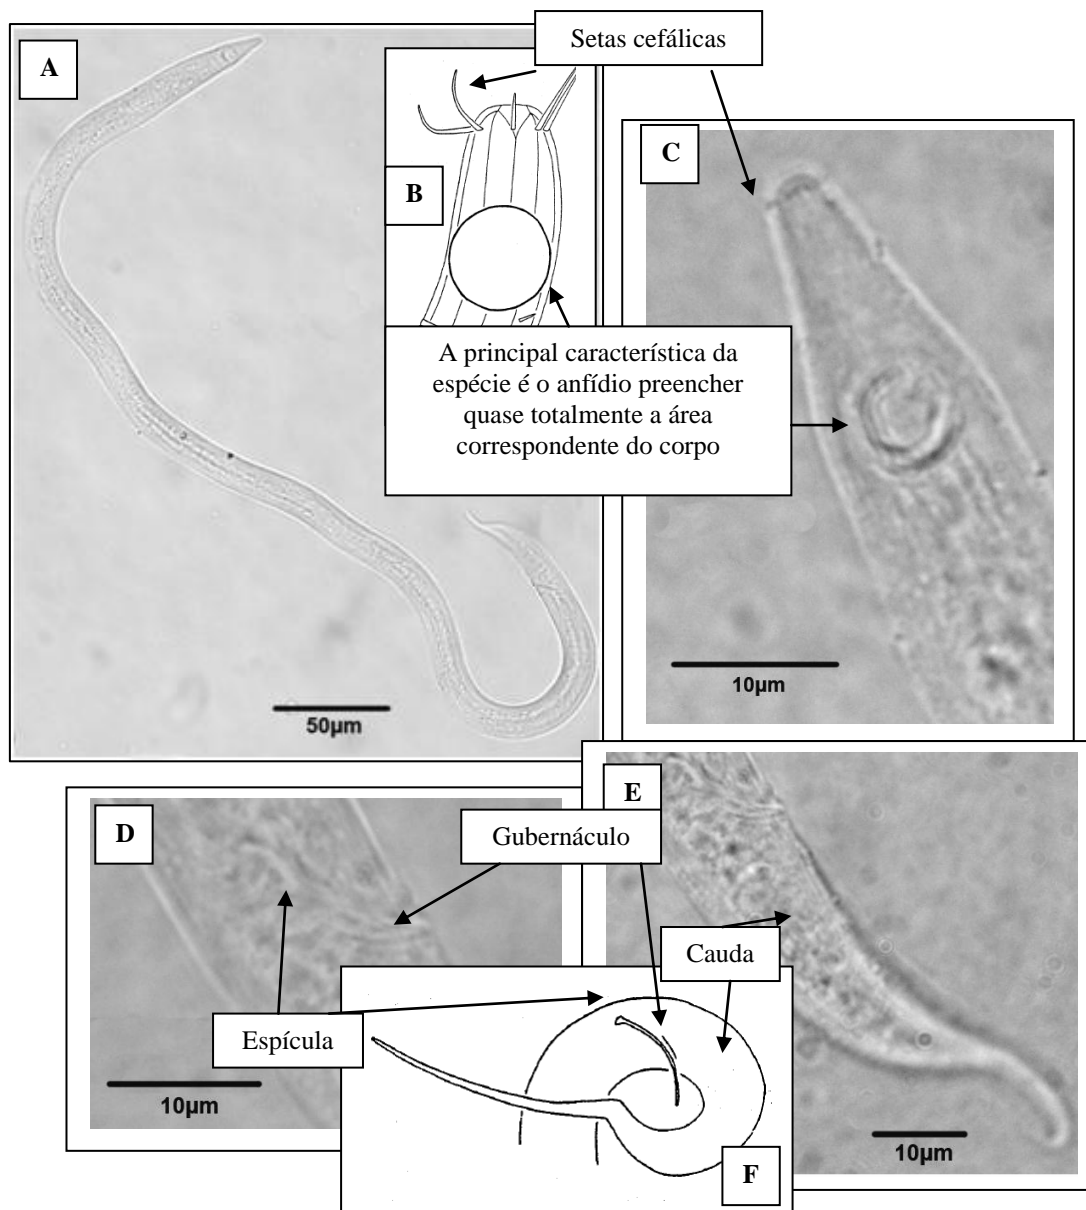 Setas cefálicas
A
B
C
A principal característica da
espécie é o anfídio preencher
quase totalmente a área
correspondente do corpo
50µm
10µm
D
Gubernáculo
E
Cauda
Espícula
10µm
10µm
F